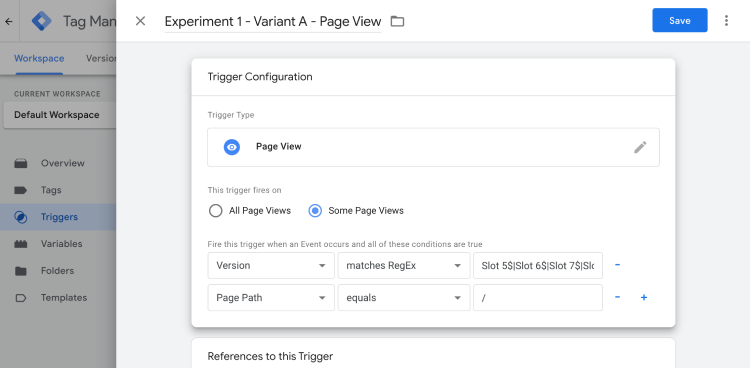 Tag Man
Experiment 1 - Variant A - Page View
Save
Workspace Version
CURRENT WORKSPACE
Default Workspace
Overview
Tags
Triggers
Variables
Folders
Templates
Trigger Configuration
Trigger Type
Page View
This trigger fires on
All Page Views Some Page Views
Fire this trigger when an Event occurs and all of these conditions are true
Version matches RegEx Slot 5$|Slot 6$|Slot 7$|Slo -
Page Path equals / - +
References to this Trigger